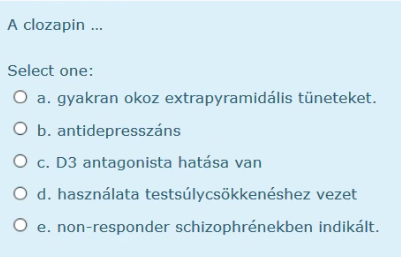 A clozapin ...
Select one:
a. gyakran okoz extrapyramidális tüneteket.
b. antidepresszáns
c. D3 antagonista hatása van
d. használata testsúlycsökkenéshez vezet
e. non-responder schizophrénekben indikált.